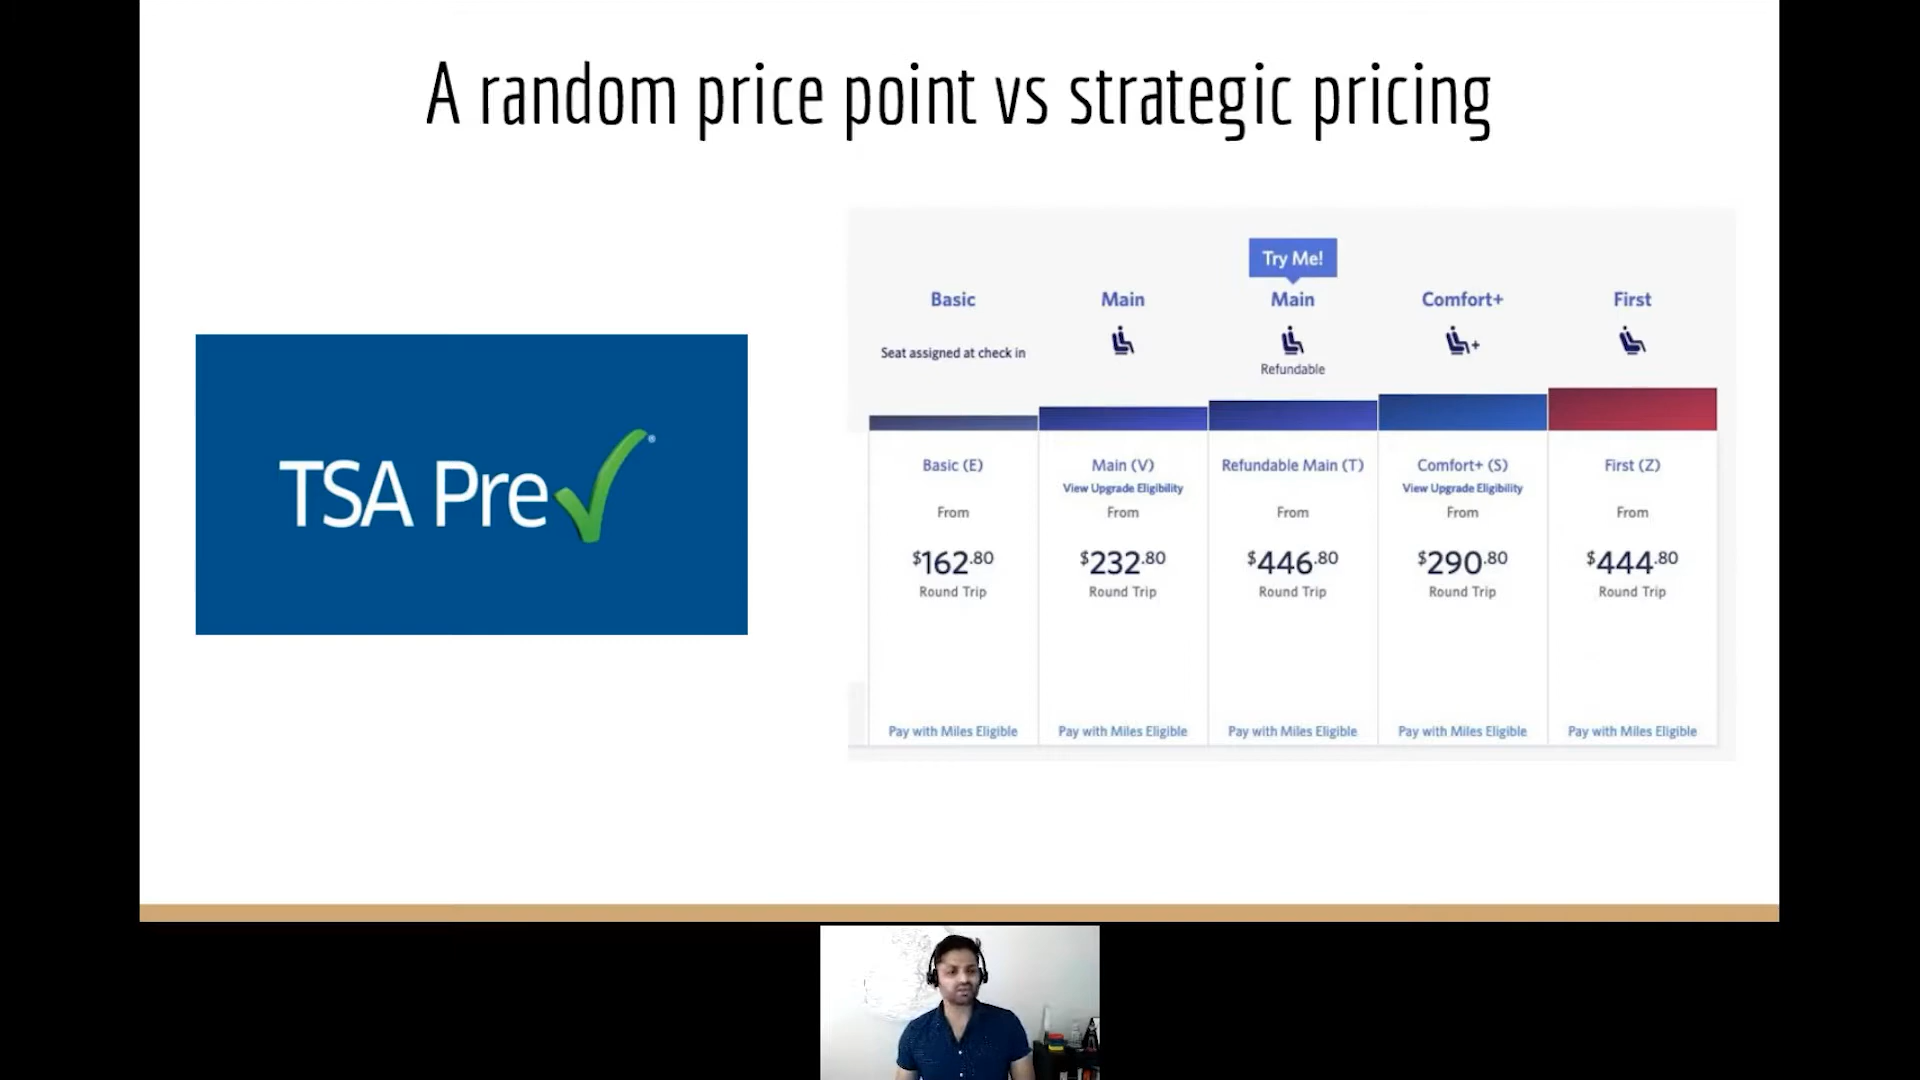 A random price point vs strategic pricing
TSA Pre✓®
Try Me!
Basic
Main
Main
Comfort+
First
Seat assigned at check in
+
Refundable
Basic (E)
Main (V)
Refundable Main (T)
Comfort+ (S)
First (Z)
View Upgrade Eligibility
View Upgrade Eligibility
From
From
From
From
From
$162.80
$232.80
$446.80
$290.80
$444.80
Round Trip
Round Trip
Round Trip
Round Trip
Round Trip
Pay with Miles Eligible
Pay with Miles Eligible
Pay with Miles Eligible
Pay with Miles Eligible
Pay with Miles Eligible